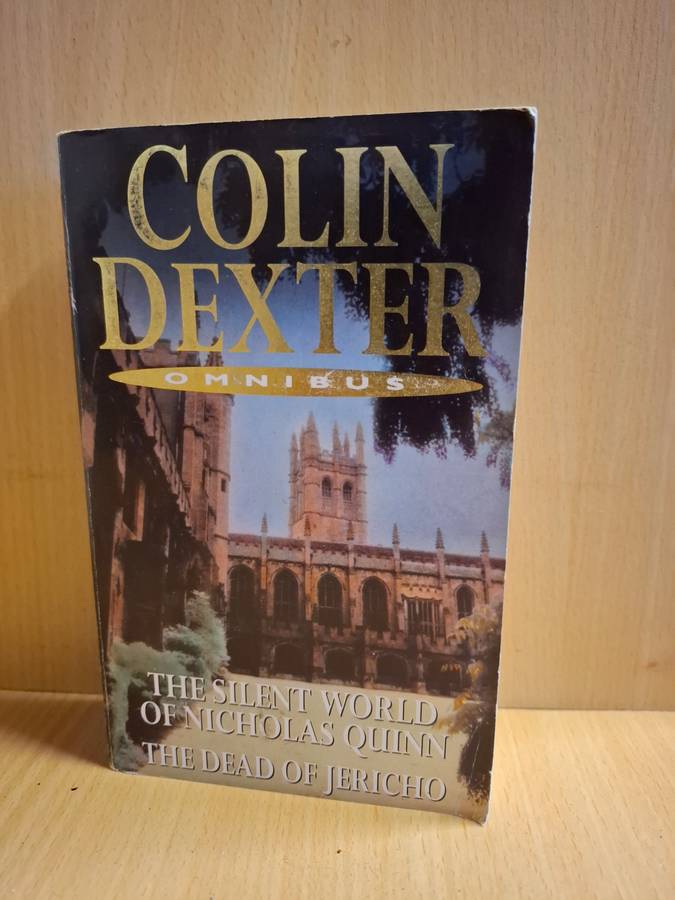 COLIN
DEXTER
OMNIBUS
THE SILENT WORLD
OF NICHOLAS QUINN
THE DEAD OF JERICHO